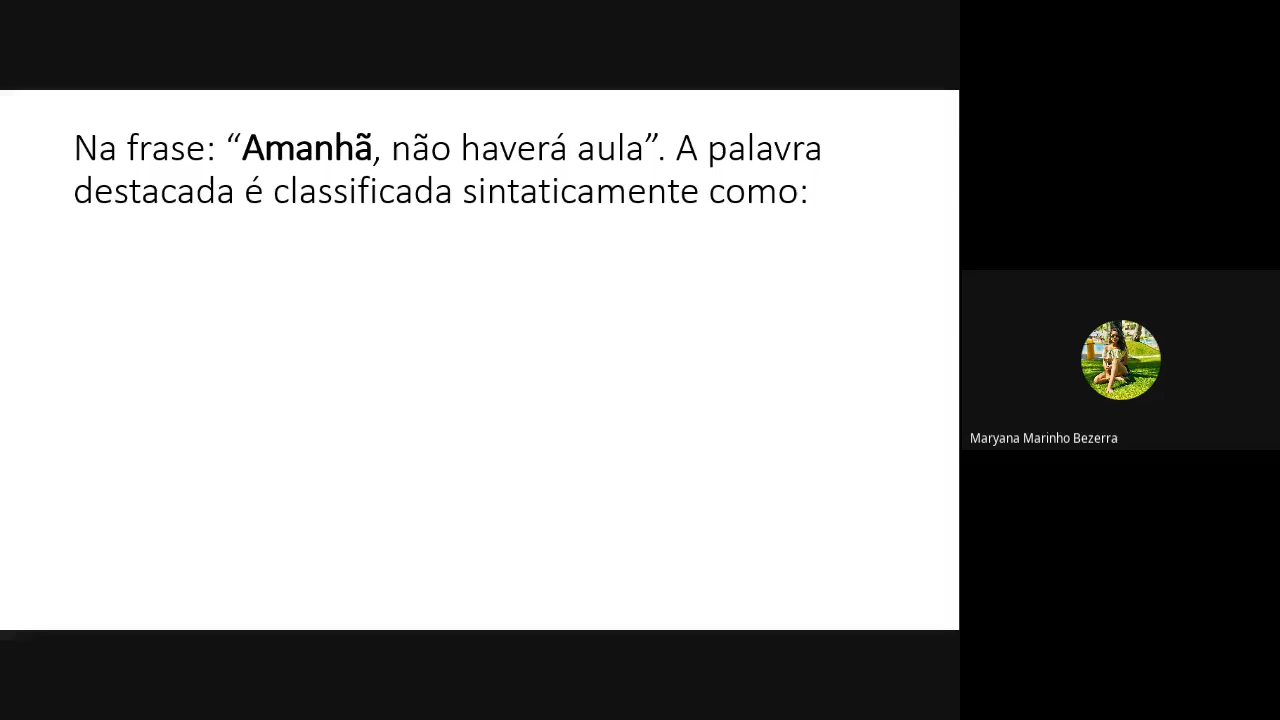 Na frase: “Amanhã, não haverá aula”. A palavra
destacada é classificada sintaticamente como:
Maryana Marinho Bezerra